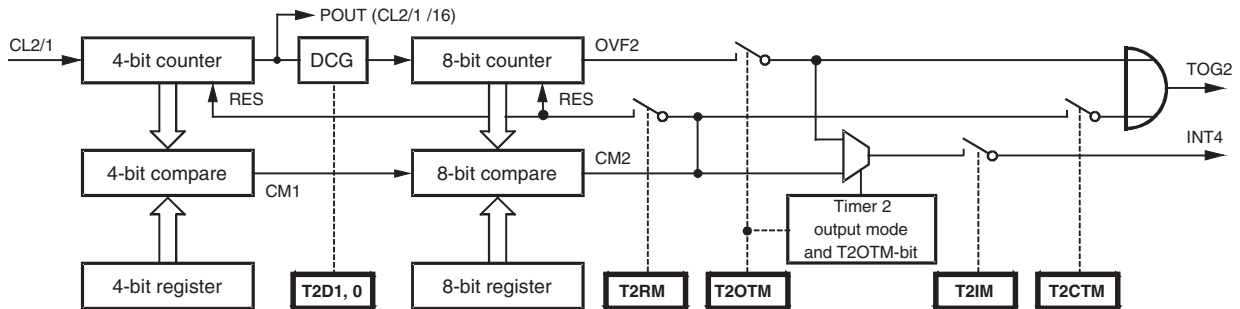 POUT (CL2/1 /16)
CL2/1
4-bit counter
DCG
8-bit counter
OVF2
TOG2
RES
RES
4-bit compare
CM1
8-bit compare
CM2
INT4
Timer 2
output mode
and T2OTM-bit
4-bit register
T2D1, 0
8-bit register
T2RM
T2OTM
T2IM
T2CTM